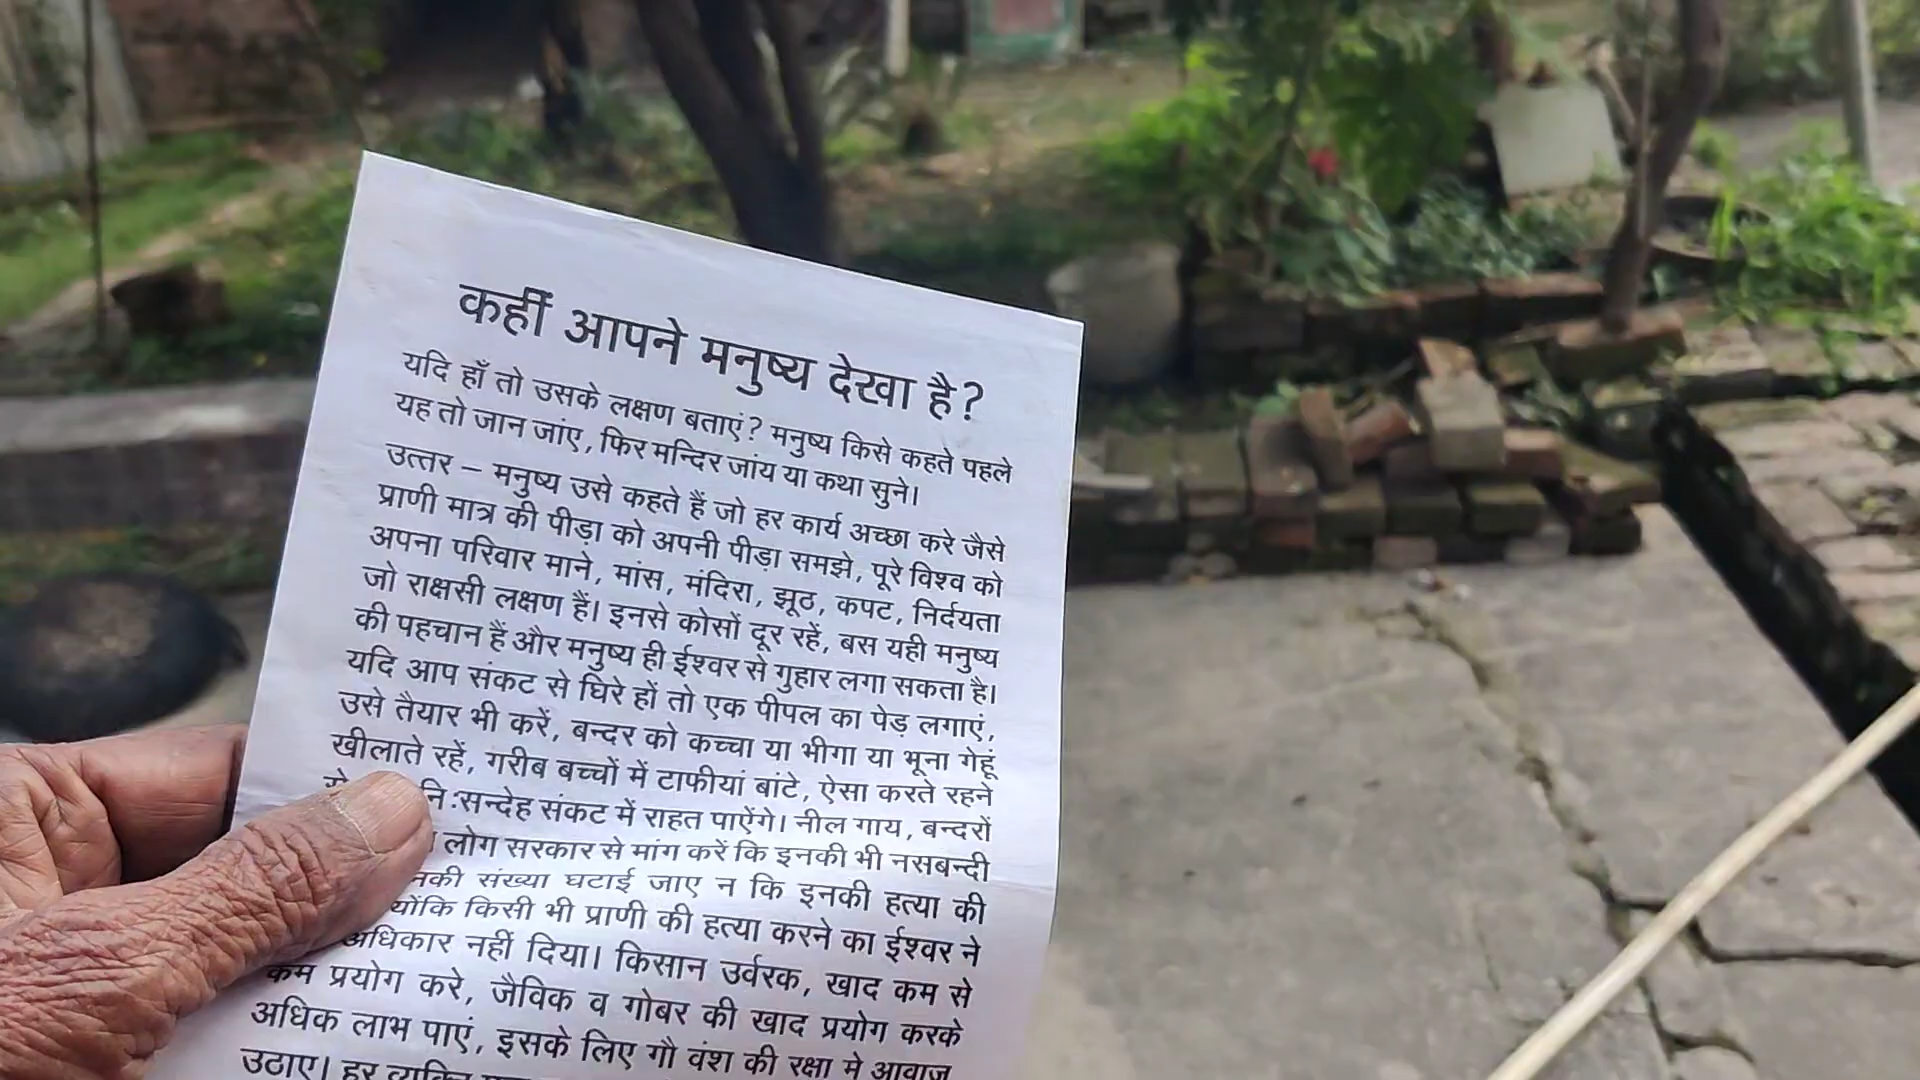 कहीं आपने मनुष्य देखा है?
यदि हाँ तो उसके लक्षण बताएं? मनुष्य किसे कहते पहले
यह तो जान जांए, फिर मन्दिर जांय या कथा सुने।
उत्तर – मनुष्य उसे कहते हैं जो हर कार्य अच्छा करे जैसे
प्राणी मात्र की पीड़ा को अपनी पीड़ा समझे, पूरे विश्व को
अपना परिवार माने, मांस, मंदिरा, झूठ, कपट, निर्दयता
जो राक्षसी लक्षण हैं। इनसे कोसों दूर रहें, बस यही मनुष्य
की पहचान हैं और मनुष्य ही ईश्वर से गुहार लगा सकता है।
यदि आप संकट से घिरे हों तो एक पीपल का पेड़ लगाएं,
उसे तैयार भी करें, बन्दर को कच्चा या भीगा या भूना गेहूं
खीलाते रहें, गरीब बच्चों में टाफीयां बांटे, ऐसा करते रहने
नि:सन्देह संकट में राहत पाऐंगे। नील गाय, बन्दरों
लोग सरकार से मांग करें कि इनकी भी नसबन्दी
संख्या घटाई जाए न कि इनकी हत्या की
किसी भी प्राणी की हत्या करने का ईश्वर ने
अधिकार नहीं दिया। किसान उर्वरक, खाद कम से
कम प्रयोग करे, जैविक व गोबर की खाद प्रयोग करके
अधिक लाभ पाएं, इसके लिए गौ वंश की रक्षा मे आवाज
उठाए। हर व्यक्ति